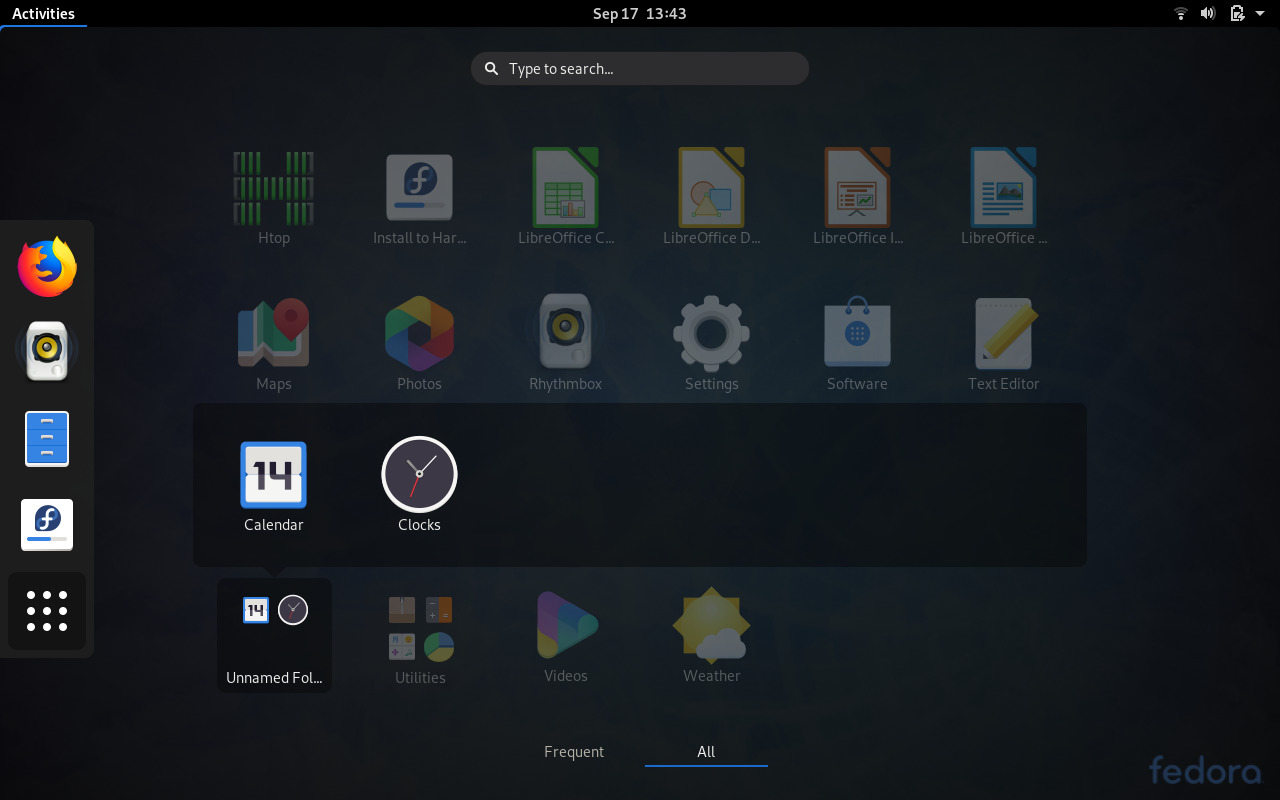 Activities
Sep 17 13:43
Type to search...
Htop
Install to Har...
LibreOffice C...
LibreOffice D...
LibreOffice I...
LibreOffice ...
Maps
Photos
Rhythmbox
Settings
Software
Text Editor
14
Calendar
Clocks
14
Unnamed Fol...
Utilities
Videos
Weather
Frequent
All
fedora